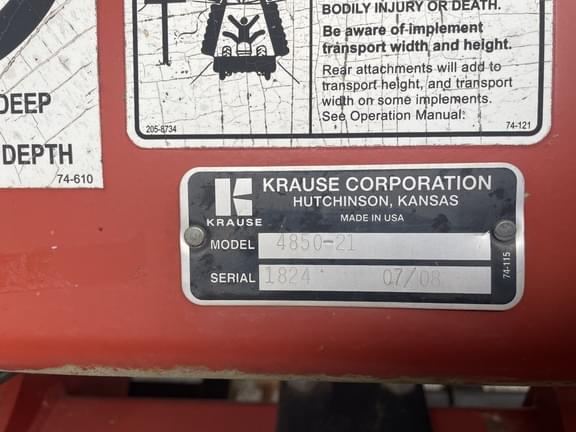 DEEP
DEPTH
74-610
BODILY INJURY OR DEATH.
Be aware of implement
transport width and height.
Rear attachments will add to
transport height, and transport
width on some implements.
See Operation Manual.
205-8734
74-121
K
KRAUSE
KRAUSE CORPORATION
HUTCHINSON, KANSAS
MADE IN USA
MODEL 4850-21
SERIAL 1824 07/08
74-115